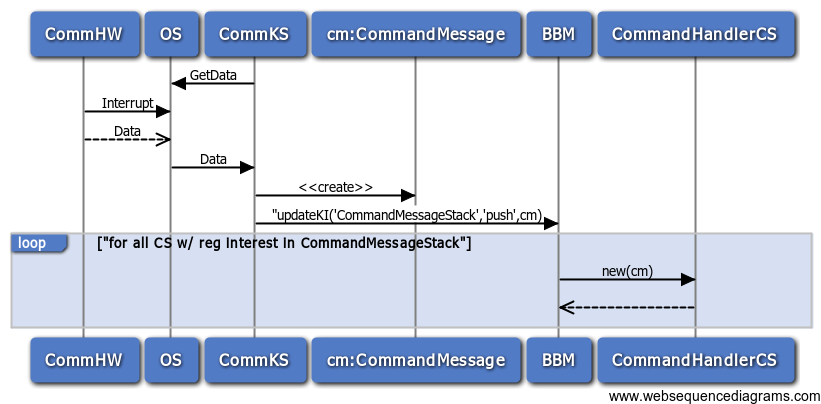 CommHW OS CommKS cm:CommandMessage BBM CommandHandlerCS
GetData
Interrupt
Data
Data
<<create>>
"updateKI('CommandMessageStack','push',cm)
loop ["for all CS w/ reg interest in CommandMessageStack"]
new(cm)
CommHW OS CommKS cm:CommandMessage BBM CommandHandlerCS
www.websequencediagrams.com